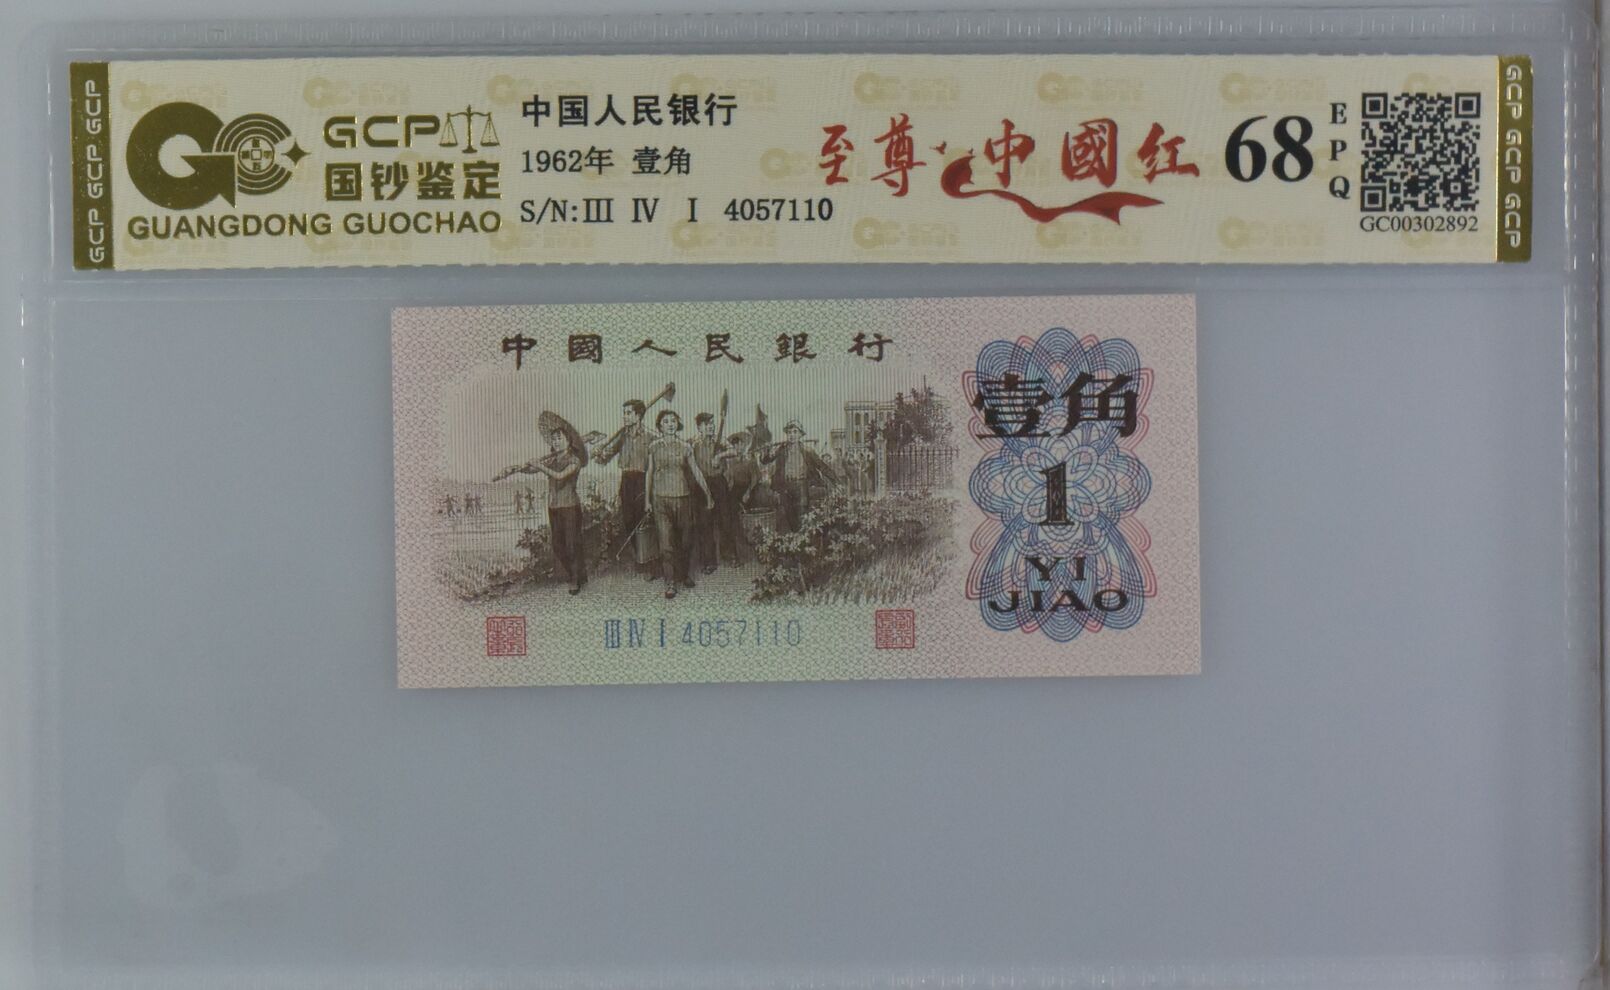 GCP GCP GCP
GCP
国钞鉴定
GUANGDONG GUOCHAO
中国人民银行
1962年 壹角
S/N:Ⅲ Ⅳ Ⅰ 4057110
至尊·中國红
68
EPQ
GC00302892
GCP GCP GCP
中國人民銀行
壹角
1
YI
JIAO
Ⅲ Ⅳ Ⅰ 4057110